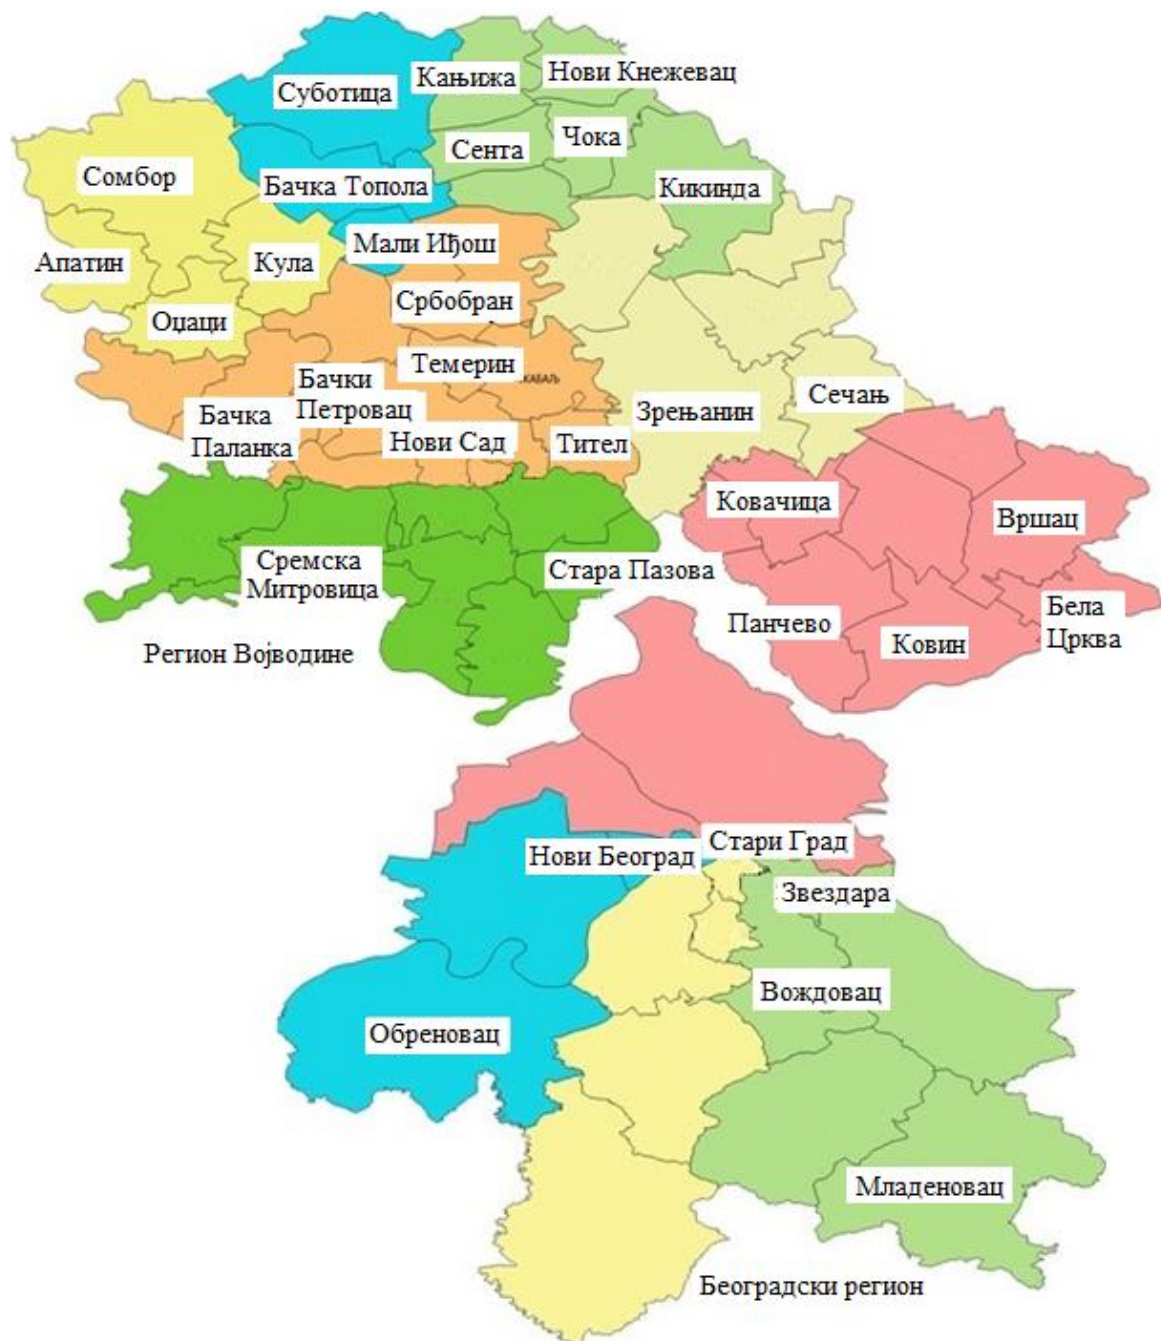 Кањижа
Нови Кнежевац
Суботица
Чока
Сента
Сомбор
Бачка Топола
Кикинда
Мали Иђош
Апатин
Кула
Србобран
Оџаци
Темерин
Бачки
Петровац
Сечањ
Зрењанин
Бачка
Паланка
Нови Сад
Тител
Ковачица
Вршац
Сремска
Митровица
Стара Пазова
Бела
Црква
Панчево
Ковин
Регион Војводине
Стари Град
Нови Београд
Звездара
Вождовац
Обреновац
Младеновац
Београдски регион